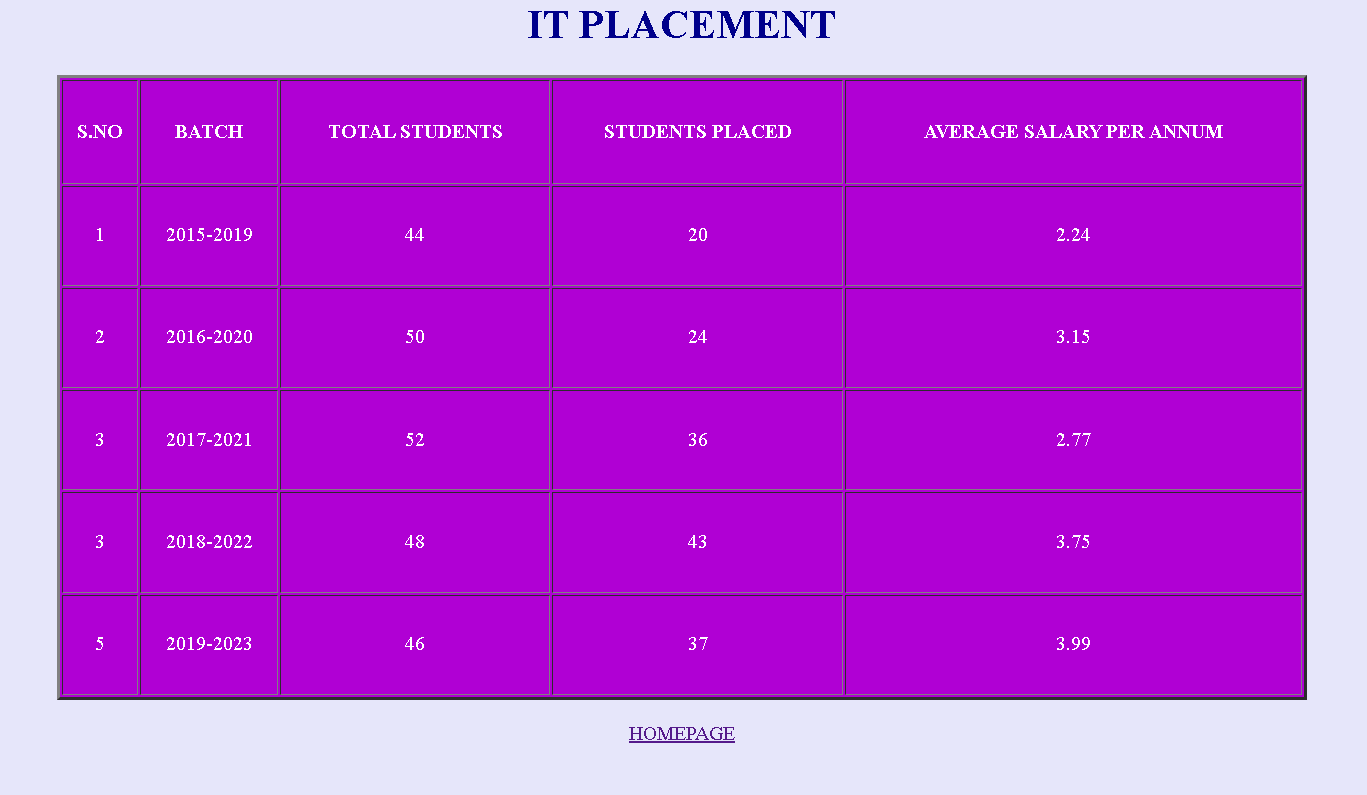 IT PLACEMENT
S.NO BATCH TOTAL STUDENTS STUDENTS PLACED AVERAGE SALARY PER ANNUM
1 2015-2019 44 20 2.24
2 2016-2020 50 24 3.15
3 2017-2021 52 36 2.77
3 2018-2022 48 43 3.75
5 2019-2023 46 37 3.99
HOMEPAGE